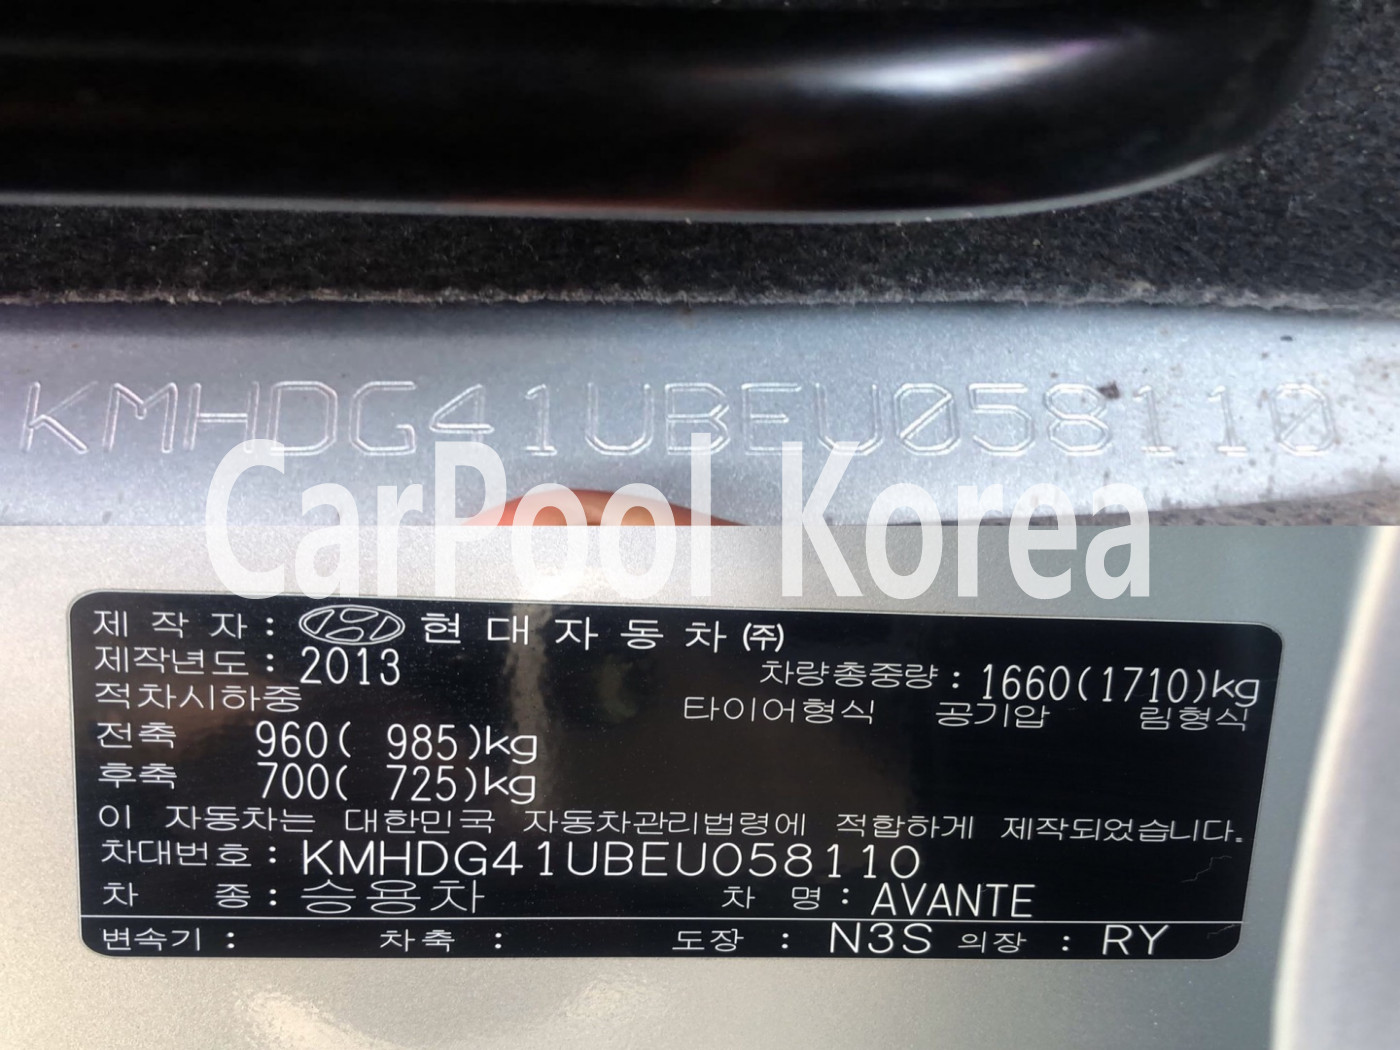 KMHDG41UBEU058110
CarPool Korea
제 작 자 : 현 대 자 동 차 ㈜
제작년도 : 2013
차량총중량 : 1660(1710)kg
적차시하중
타이어형식 공기압 림형식
전축 960( 985)kg
후축 700( 725)kg
이 자동차는 대한민국 자동차관리법령에 적합하게 제작되었습니다.
차대번호 : KMHDG41UBEU058110
차 종 : 승용차 차 명 : AVANTE
변속기 : 차축 : 도장 : N3S 의장 : RY